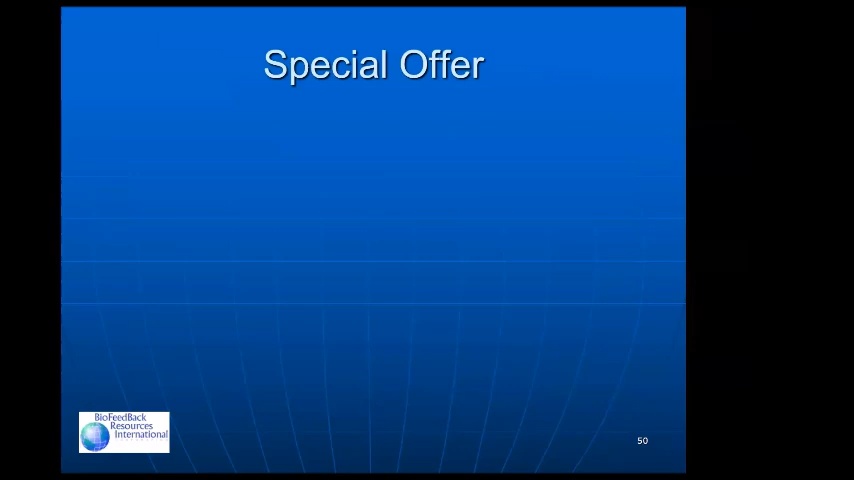 Special Offer
BioFeedBack
Resources
International
50